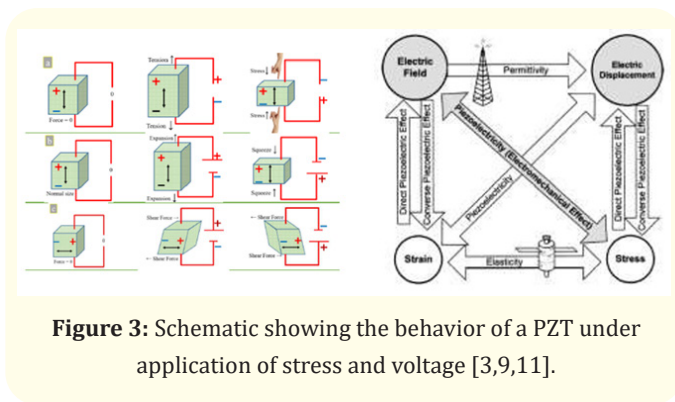 a
Tension ↑
Stress ↓
+
-
0
Force = 0
+
-
+
-
+
-
-
+
Tension ↓
Stress ↑
b
Expansion ↑
Squeeze ↓
+
-
Normal size
+
-
+
-
+
-
-
+
Expansion ↓
Squeeze ↑
c
Shear Force →
← Shear Force
-
+
0
Force = 0
-
+
+
-
-
+
-
+
← Shear Force
Shear Force →
Electric
Field
Permittivity
Electric
Displacement
Direct Piezoelectric Effect
Converse Piezoelectric Effect
Piezoelectricity (Electromechanical Effect)
Piezoelectricity
Direct Piezoelectric Effect
Converse Piezoelectric Effect
Strain
Elasticity
Stress
Figure 3: Schematic showing the behavior of a PZT under
application of stress and voltage [3,9,11].